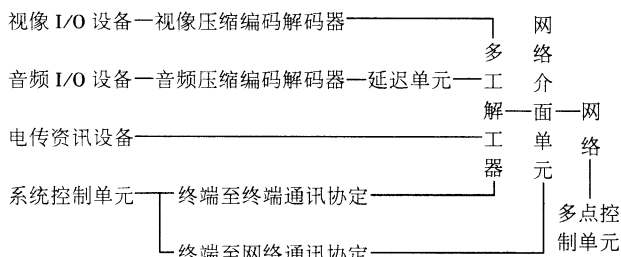 视像 I/O 设备 视像压缩编码解码器
音频 I/O 设备 音频压缩编码解码器 延迟单元
电传资讯设备
系统控制单元 终端至终端通讯协定
终端至网络通讯协定
多工解工器
网络介面单元
网络
多点控
制单元